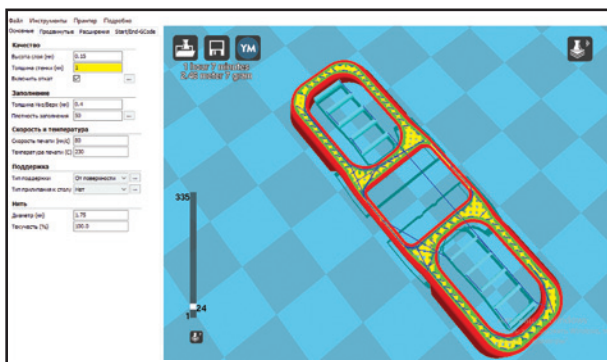 Файл Инструменты Принтер Подробно
Основные Продвинутые Расширения Start/End-GCode
Качество
Высота слоя (мм) 0.15
Толщина стенки (мм) 1
Включить откат
Заполнение
Толщина Низ/Верх (мм) 0.4
Плотность заполнения 50
Скорость и температура
Скорость печати (мм/с) 80
Температура печати (C) 230
Поддержка
Тип поддержки От поверхности
Тип прилипания к столу Нет
Нить
Диаметр (мм) 1.75
Текучесть (%) 100.0
YM
335
24
1